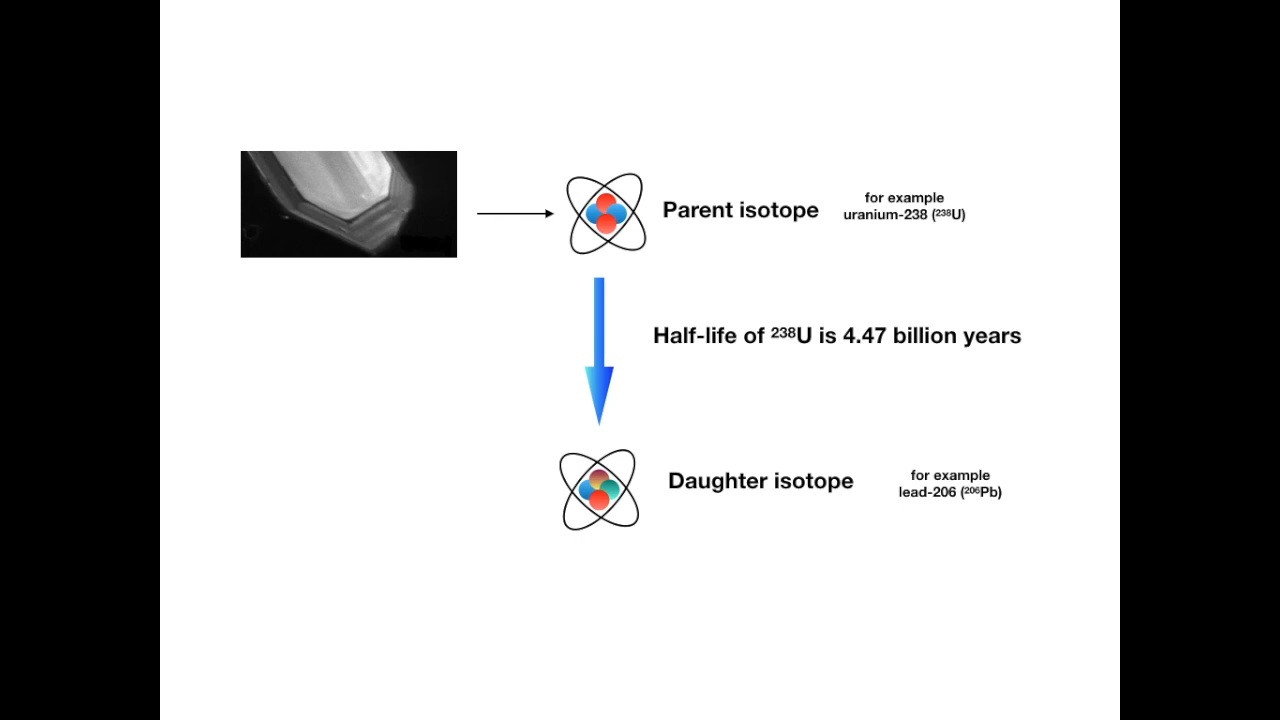 Parent isotope
for example
uranium-238 (²³⁸U)
Half-life of ²³⁸U is 4.47 billion years
Daughter isotope
for example
lead-206 (²⁰⁶Pb)